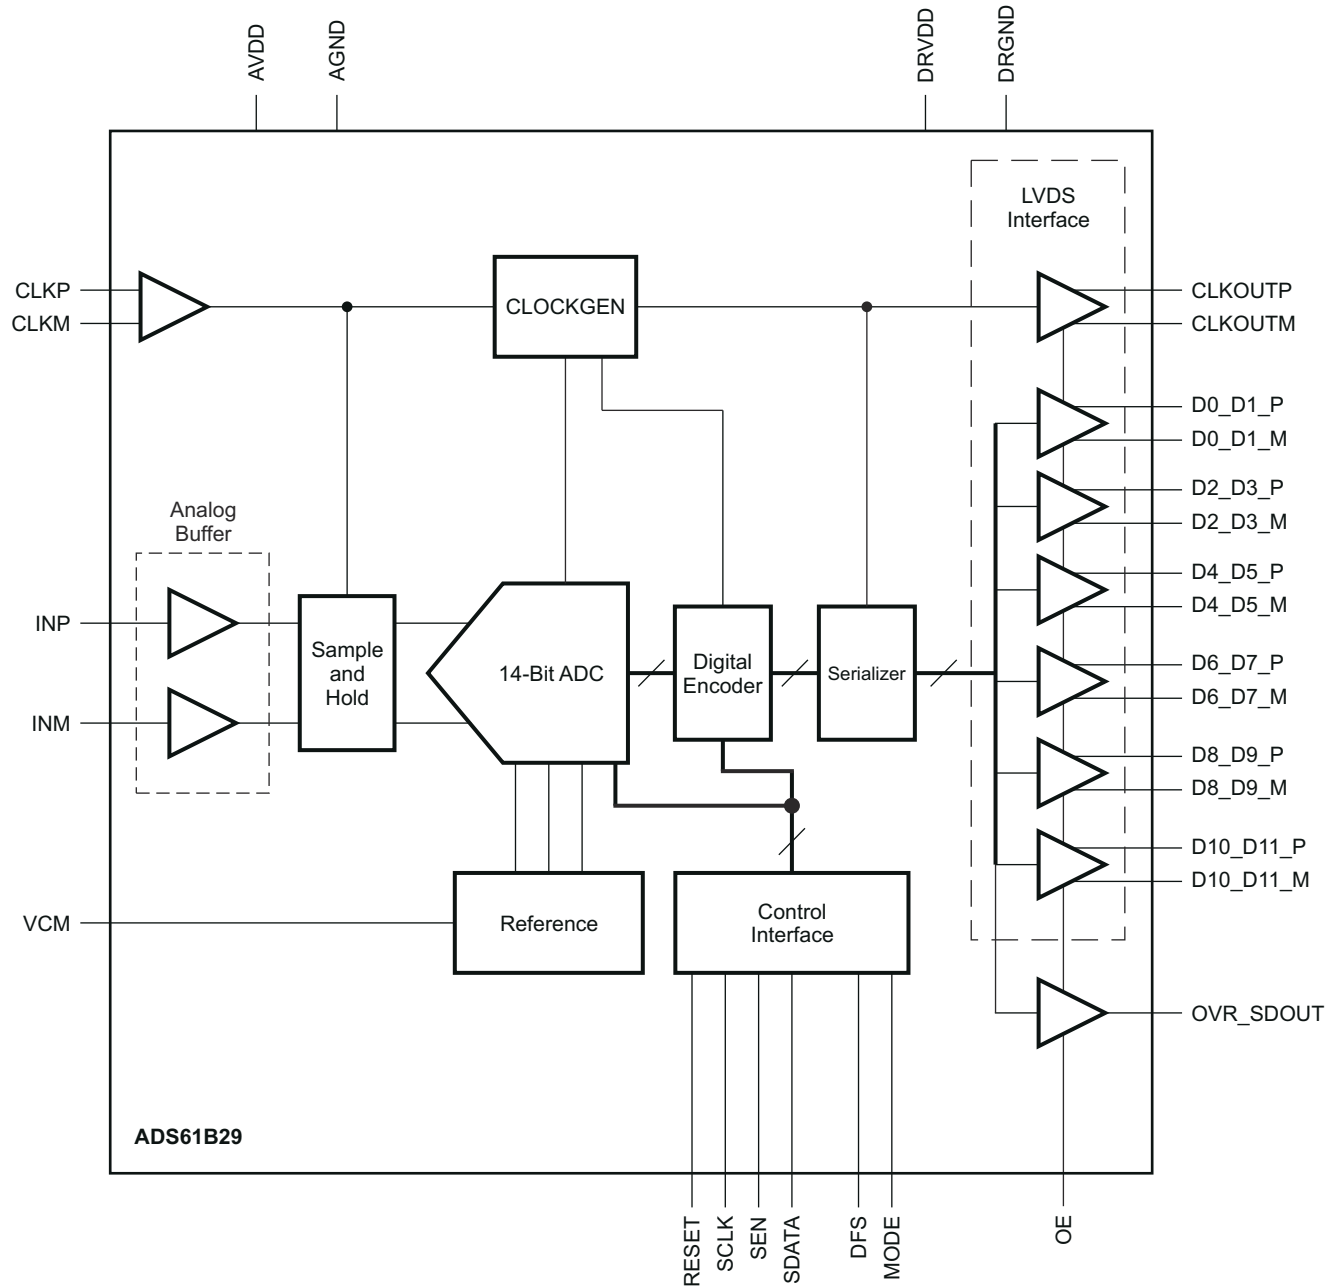 AVDD
AGND
DRVDD
DRGND
LVDS
Interface
CLKP
CLKM
CLOCKGEN
CLKOUTP
CLKOUTM
D0_D1_P
D0_D1_M
D2_D3_P
D2_D3_M
Analog
Buffer
D4_D5_P
D4_D5_M
INP
INM
Sample
and
Hold
14-Bit ADC
Digital
Encoder
Serializer
D6_D7_P
D6_D7_M
D8_D9_P
D8_D9_M
D10_D11_P
D10_D11_M
VCM
Reference
Control
Interface
OVR_SDOUT
ADS61B29
RESET
SCLK
SEN
SDATA
DFS
MODE
OE